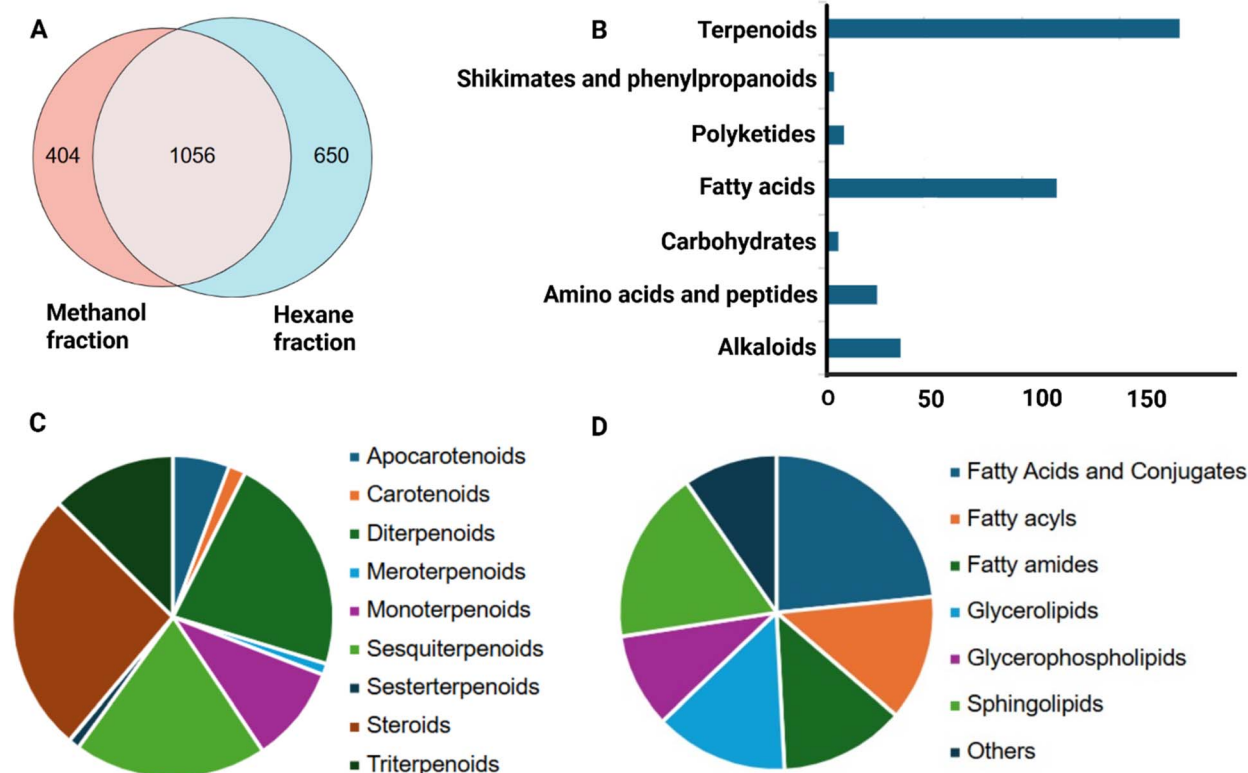 A
404
1056
650
Methanol
fraction
Hexane
fraction
B
Terpenoids
Shikimates and phenylpropanoids
Polyketides
Fatty acids
Carbohydrates
Amino acids and peptides
Alkaloids
0
50
100
150
C
Apocarotenoids
Carotenoids
Diterpenoids
Meroterpenoids
Monoterpenoids
Sesquiterpenoids
Sesterterpenoids
Steroids
Triterpenoids
D
Fatty Acids and Conjugates
Fatty acyls
Fatty amides
Glycerolipids
Glycerophospholipids
Sphingolipids
Others